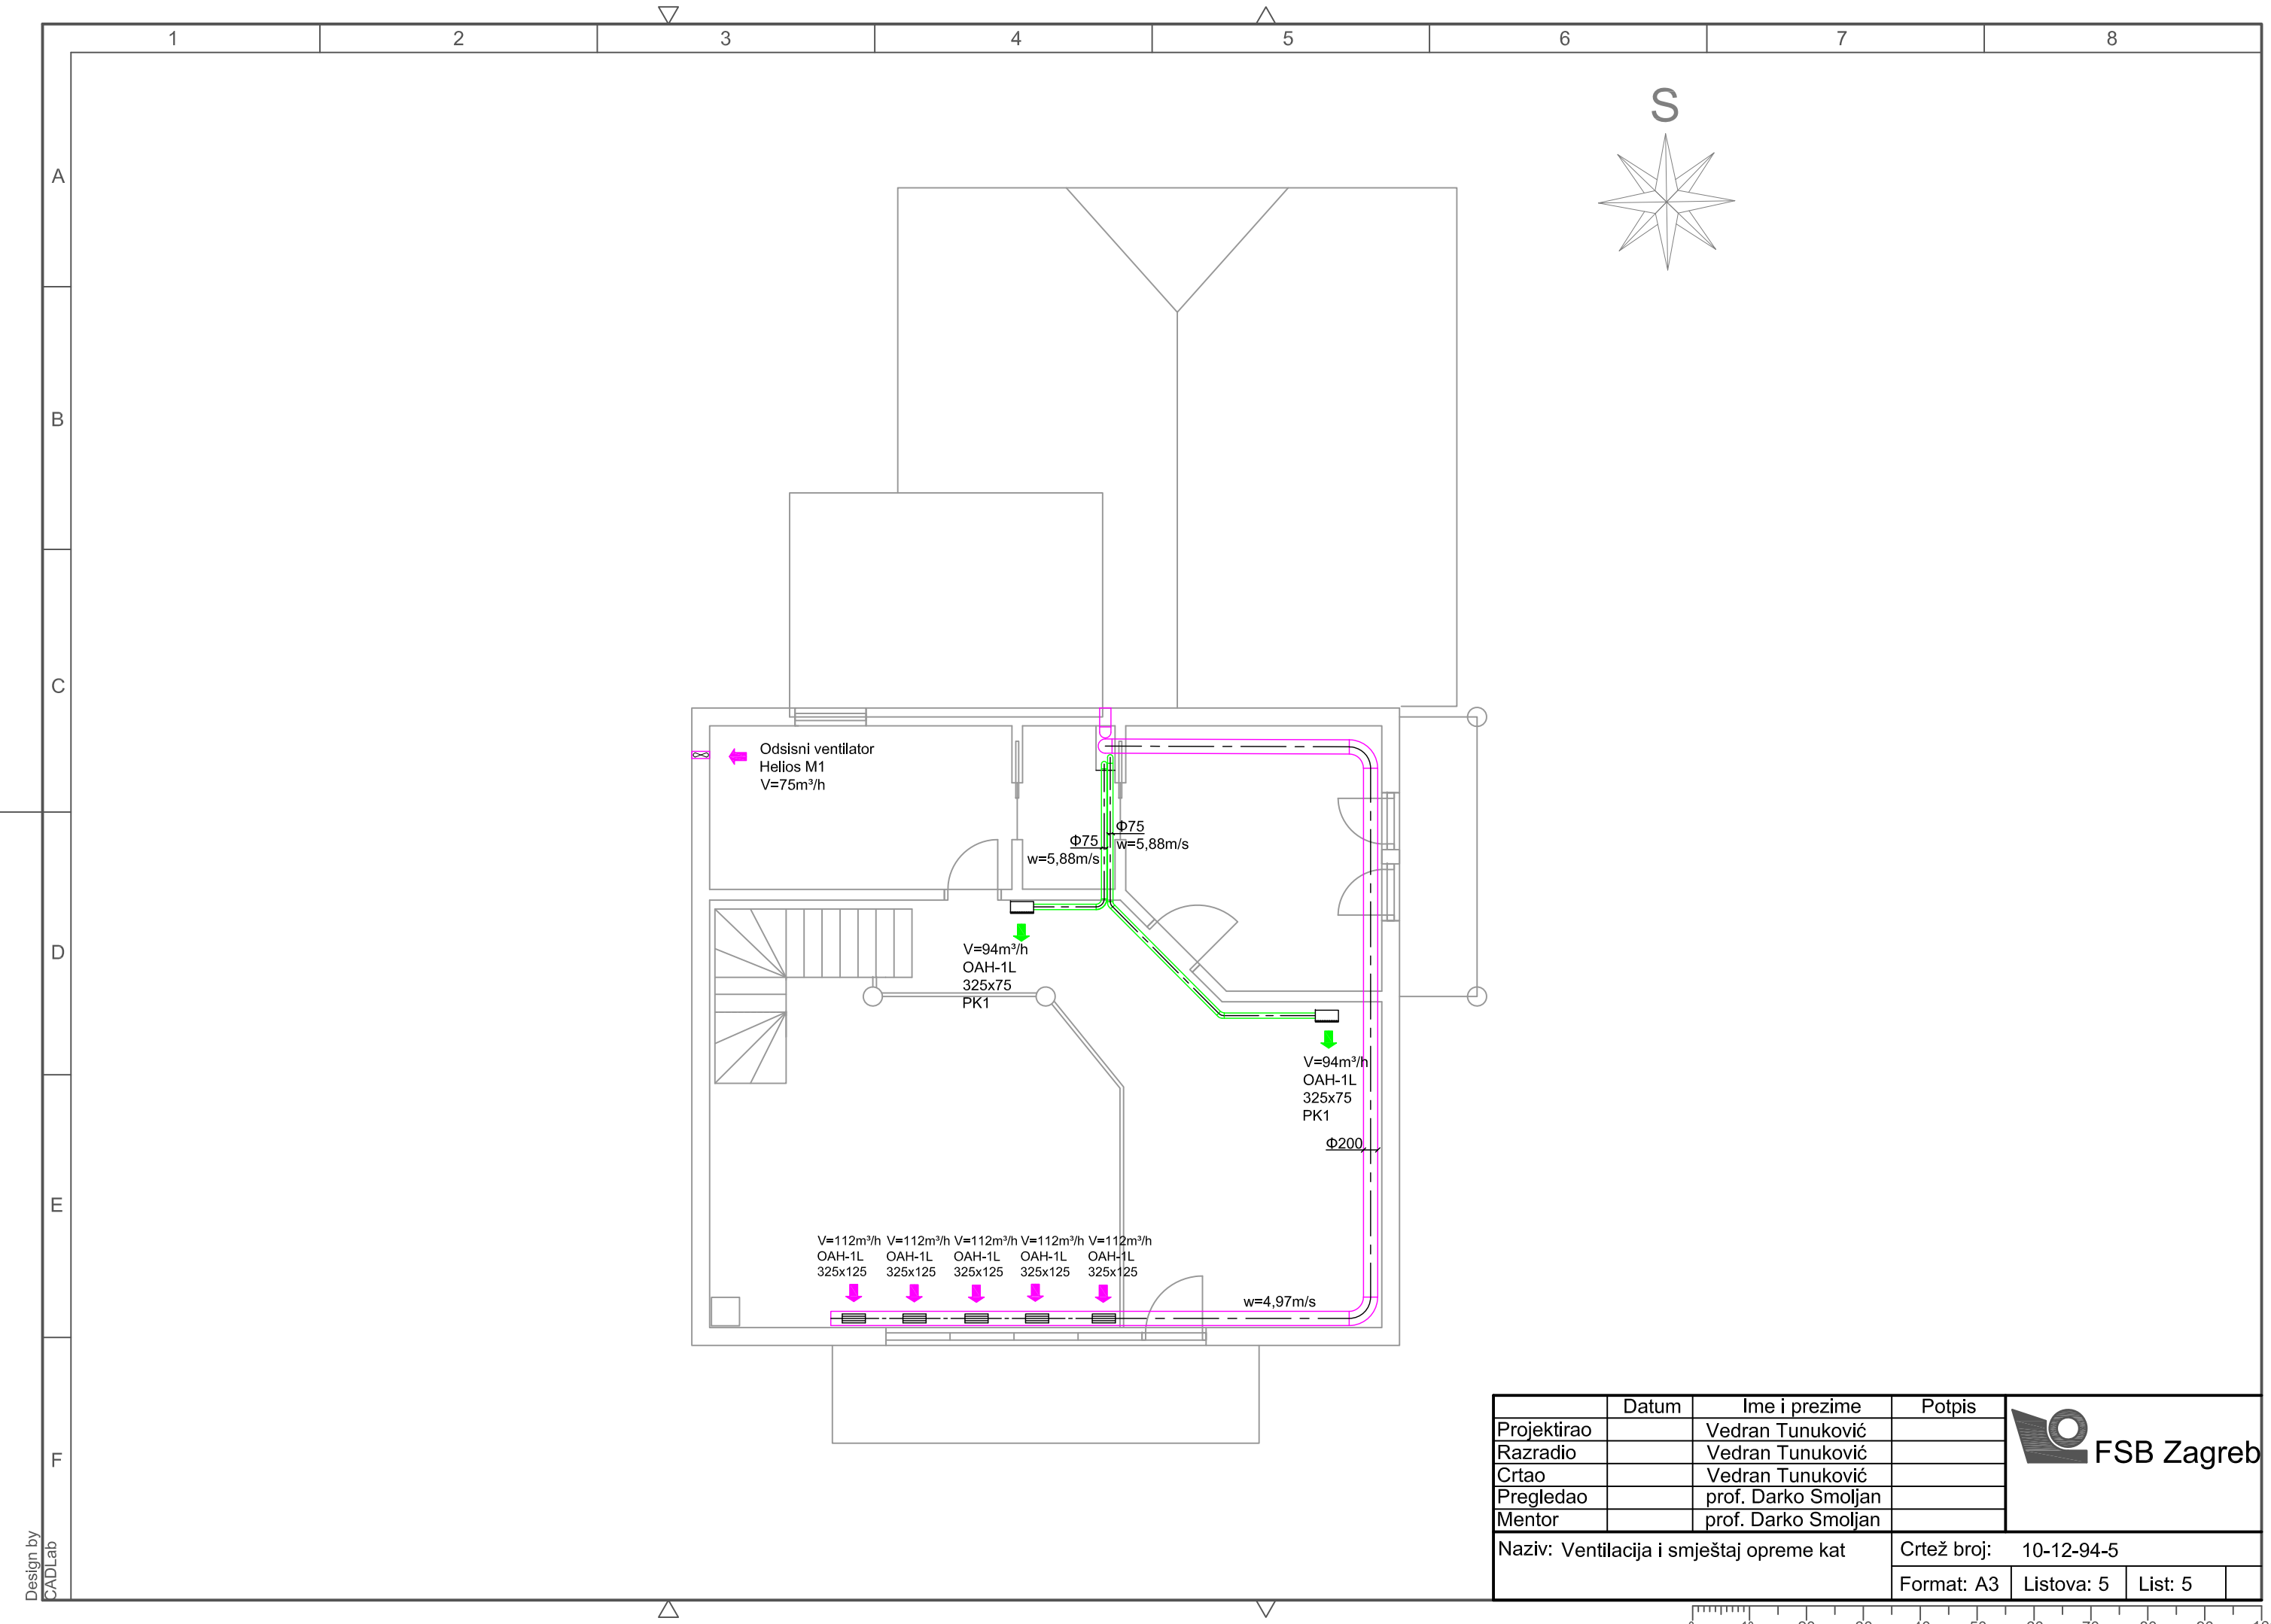 1 2 3 4 5 6 7 8
S
A
B
C
D
E
F
Odsisni ventilator
Helios M1
V=75m³/h
Φ75
w=5,88m/s
Φ75
w=5,88m/s
V=94m³/h
OAH-1L
325x75
PK1
V=94m³/h
OAH-1L
325x75
PK1
Φ200
V=112m³/h V=112m³/h V=112m³/h V=112m³/h V=112m³/h
OAH-1L OAH-1L OAH-1L OAH-1L OAH-1L
325x125 325x125 325x125 325x125 325x125
w=4,97m/s
Datum Ime i prezime Potpis
Projektirao Vedran Tunuković
Razradio Vedran Tunuković
Crtao Vedran Tunuković
Pregledao prof. Darko Smoljan
Mentor prof. Darko Smoljan
FSB Zagreb
Naziv: Ventilacija i smještaj opreme kat
Crtež broj: 10-12-94-5
Format: A3 Listova: 5 List: 5
Design by
CADLab